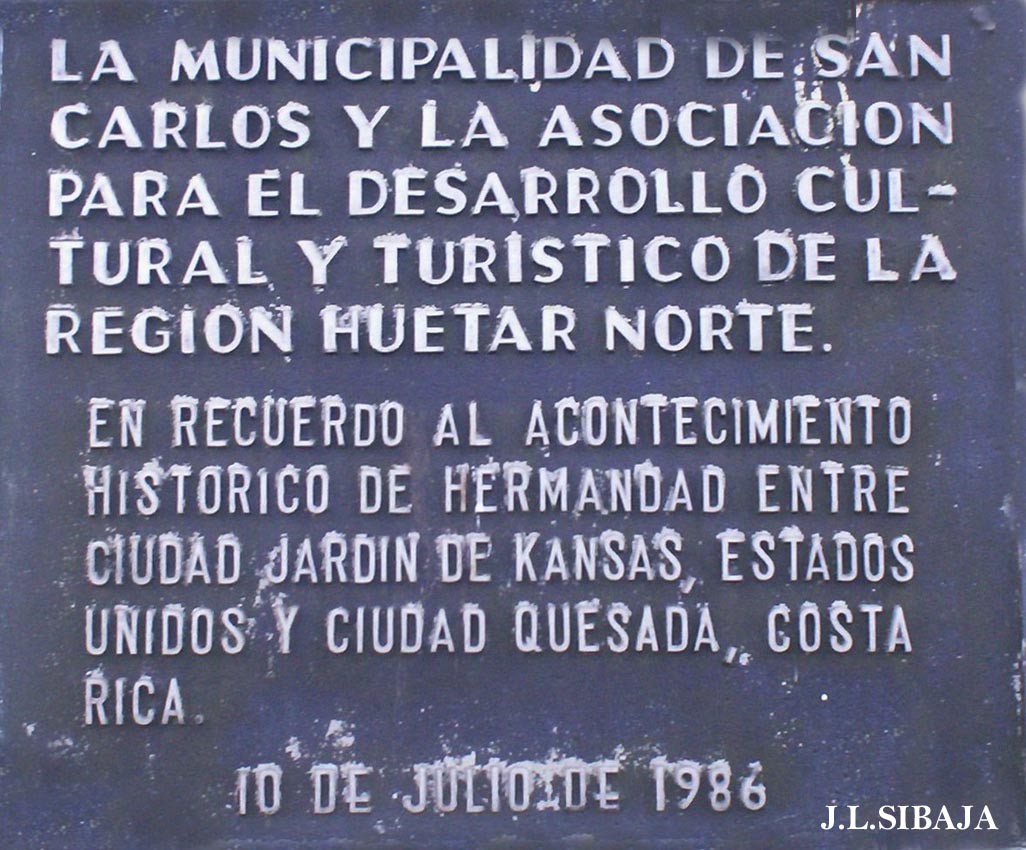 LA MUNICIPALIDAD DE SAN
CARLOS Y LA ASOCIACION
PARA EL DESARROLLO CUL-
TURAL Y TURISTICO DE LA
REGION HUETAR NORTE.
EN RECUERDO AL ACONTECIMIENTO
HISTORICO DE HERMANDAD ENTRE
CIUDAD JARDIN DE KANSAS, ESTADOS
UNIDOS Y CIUDAD QUESADA, COSTA
RICA.
10 DE JULIO DE 1986
J.L.SIBAJA